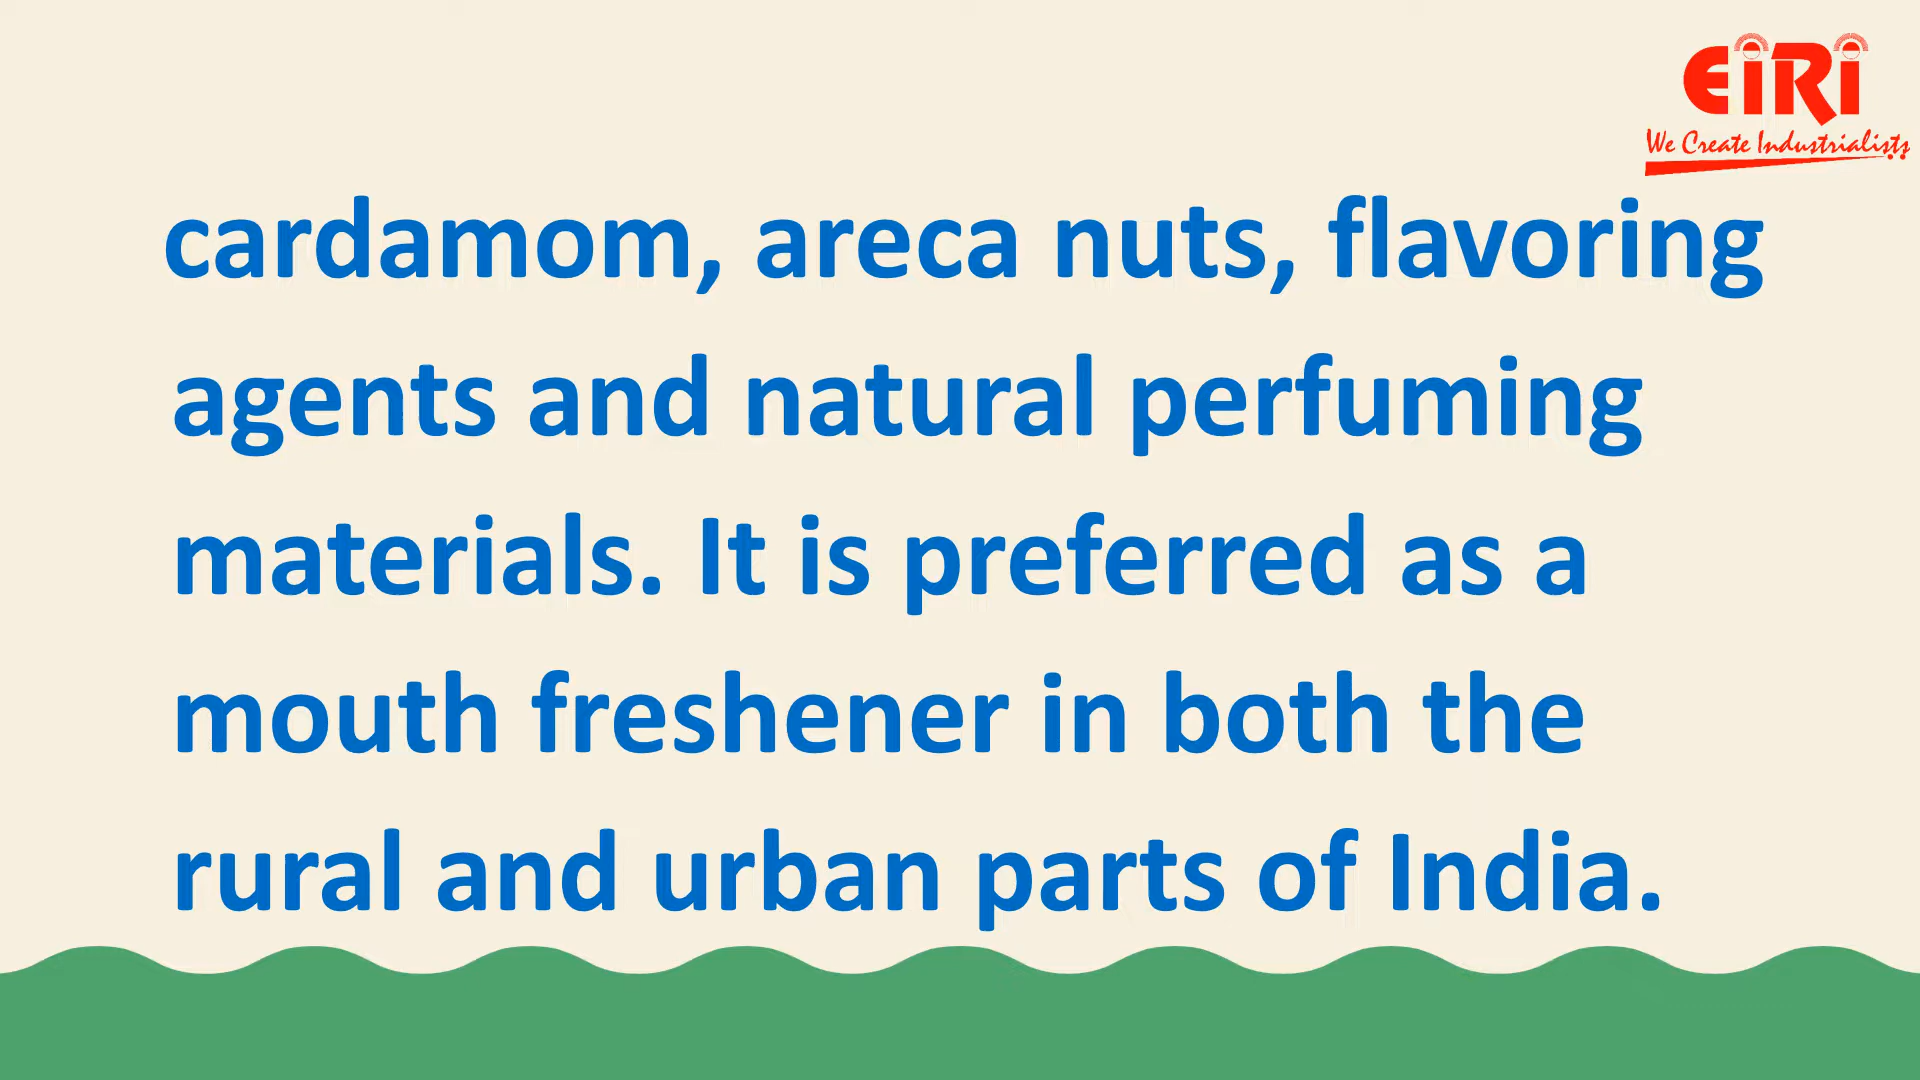 EiRi
We Create Industrialists
cardamom, areca nuts, flavoring
agents and natural perfuming
materials. It is preferred as a
mouth freshener in both the
rural and urban parts of India.